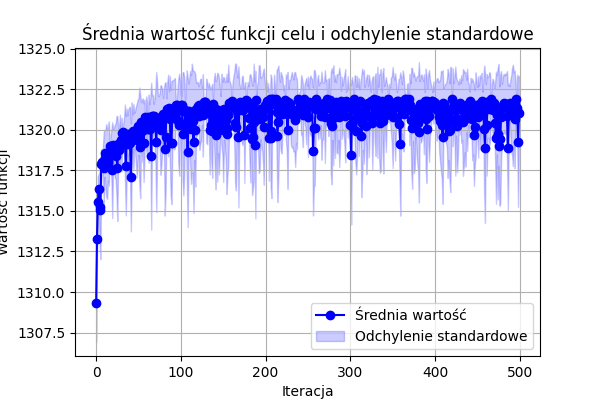 Średnia wartość funkcji celu i odchylenie standardowe
1325.0
1322.5
1320.0
1317.5
1315.0
1312.5
1310.0
1307.5
Wartość funkcji
Średnia wartość
Odchylenie standardowe
0 100 200 300 400 500
Iteracja